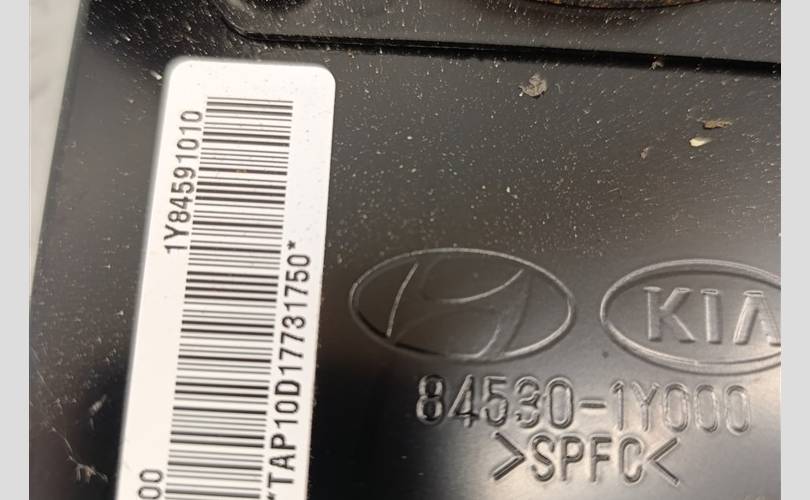 1Y84591010
*TAP10D17731750*
00
KIA
84530-1Y000
>SPFC<